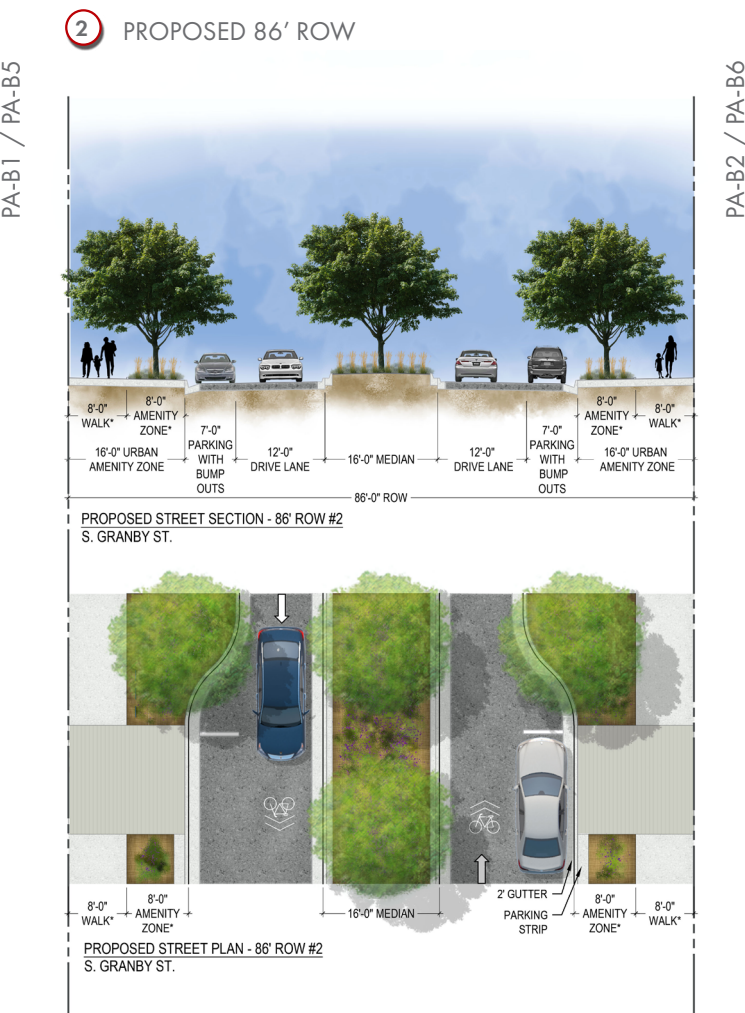 2 PROPOSED 86' ROW
PA-B1 / PA-B5
PA-B2 / PA-B6
8'-0"
WALK*
8'-0"
AMENITY
ZONE*
16'-0" URBAN
AMENITY ZONE
7'-0"
PARKING
WITH
BUMP
OUTS
12'-0"
DRIVE LANE
16'-0" MEDIAN
12'-0"
DRIVE LANE
7'-0"
PARKING
WITH
BUMP
OUTS
8'-0"
AMENITY
ZONE*
8'-0"
WALK*
16'-0" URBAN
AMENITY ZONE
86'-0" ROW
PROPOSED STREET SECTION - 86' ROW #2
S. GRANBY ST.
2' GUTTER
PARKING
STRIP
8'-0"
WALK*
8'-0"
AMENITY
ZONE*
16'-0" MEDIAN
8'-0"
AMENITY
ZONE*
8'-0"
WALK*
PROPOSED STREET PLAN - 86' ROW #2
S. GRANBY ST.